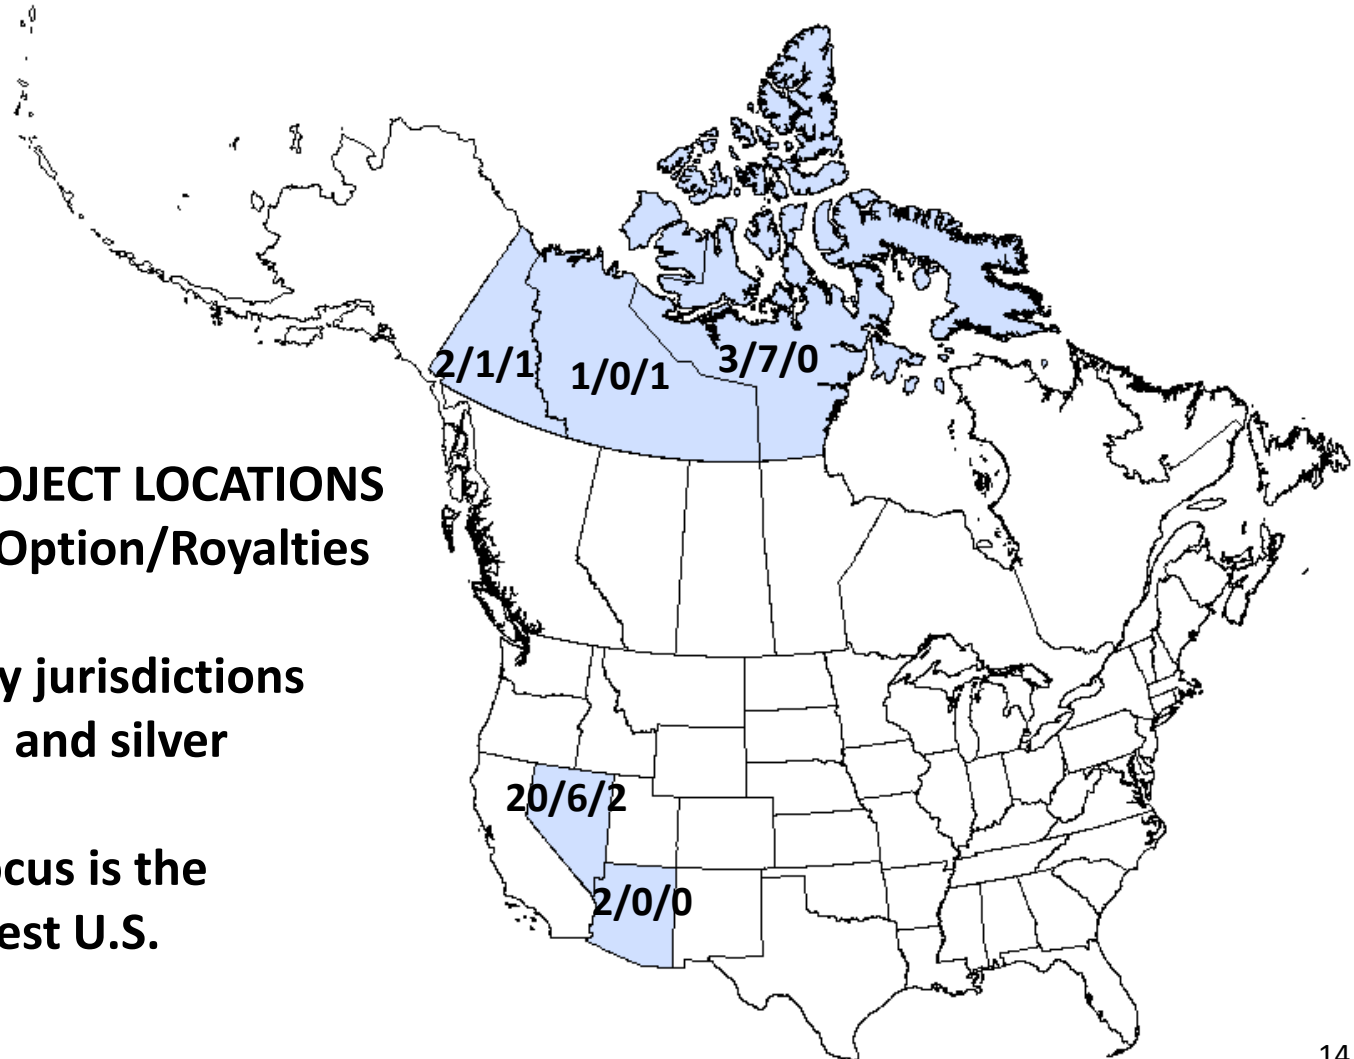 OJECT LOCATIONS
Option/Royalties
y jurisdictions
and silver
ocus is the
est U.S.
2/1/1
1/0/1
3/7/0
20/6/2
2/0/0
14